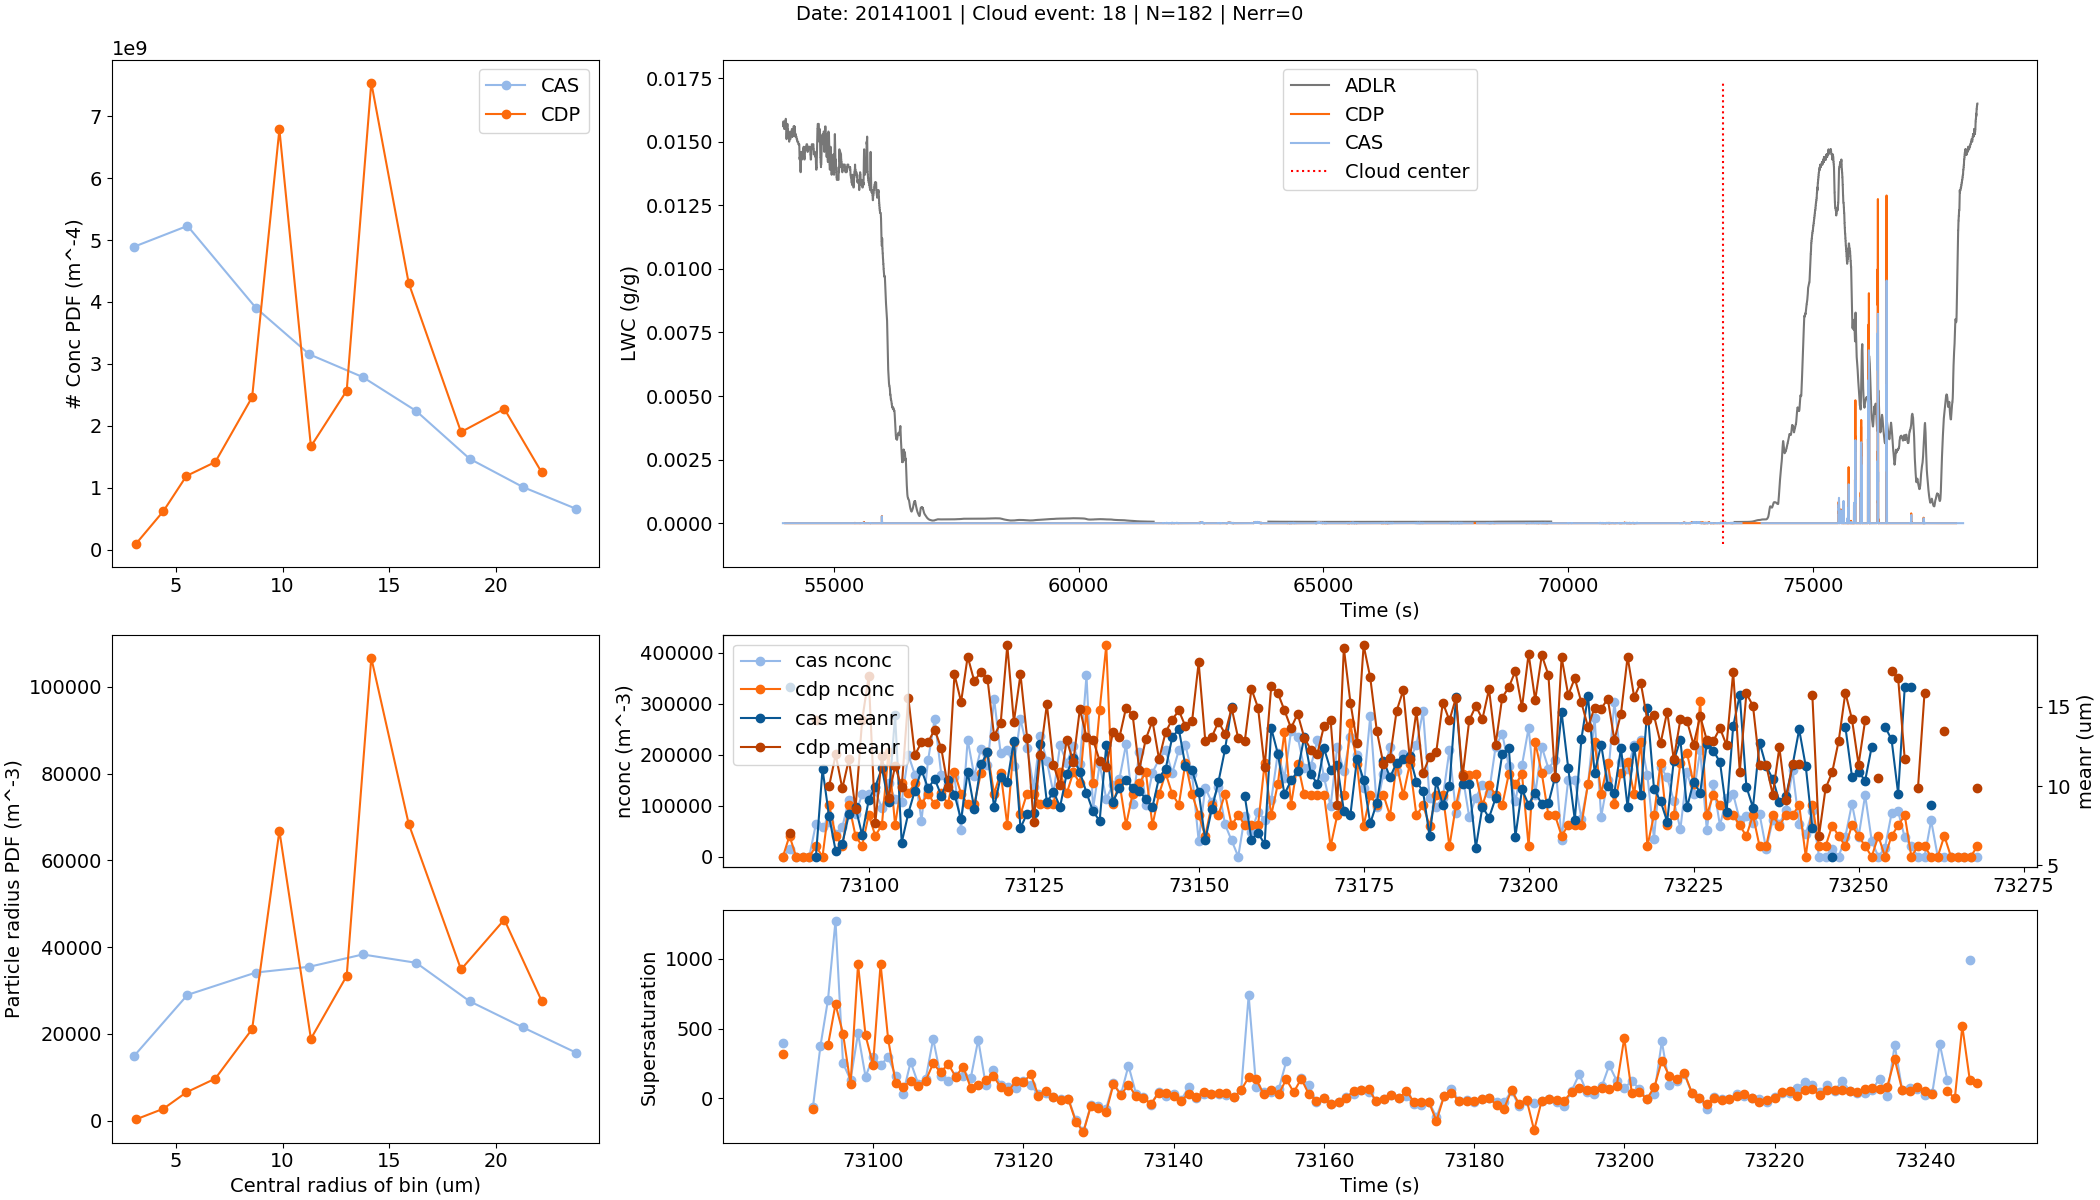 Date: 20141001 | Cloud event: 18 | N=182 | Nerr=0
1e9
# Conc PDF (m^-4)
7
6
5
4
3
2
1
0
5
10
15
20
CAS
CDP
LWC (g/g)
0.0175
0.0150
0.0125
0.0100
0.0075
0.0050
0.0025
0.0000
ADLR
CDP
CAS
Cloud center
55000
60000
65000
70000
75000
Time (s)
Particle radius PDF (m^-3)
100000
80000
60000
40000
20000
0
5
10
15
20
Central radius of bin (um)
nconc (m^-3)
400000
300000
200000
100000
0
cas nconc
cdp nconc
cas meanr
cdp meanr
15
10
5
meanr (um)
73100
73125
73150
73175
73200
73225
73250
73275
Supersaturation
1000
500
0
73100
73120
73140
73160
73180
73200
73220
73240
Time (s)